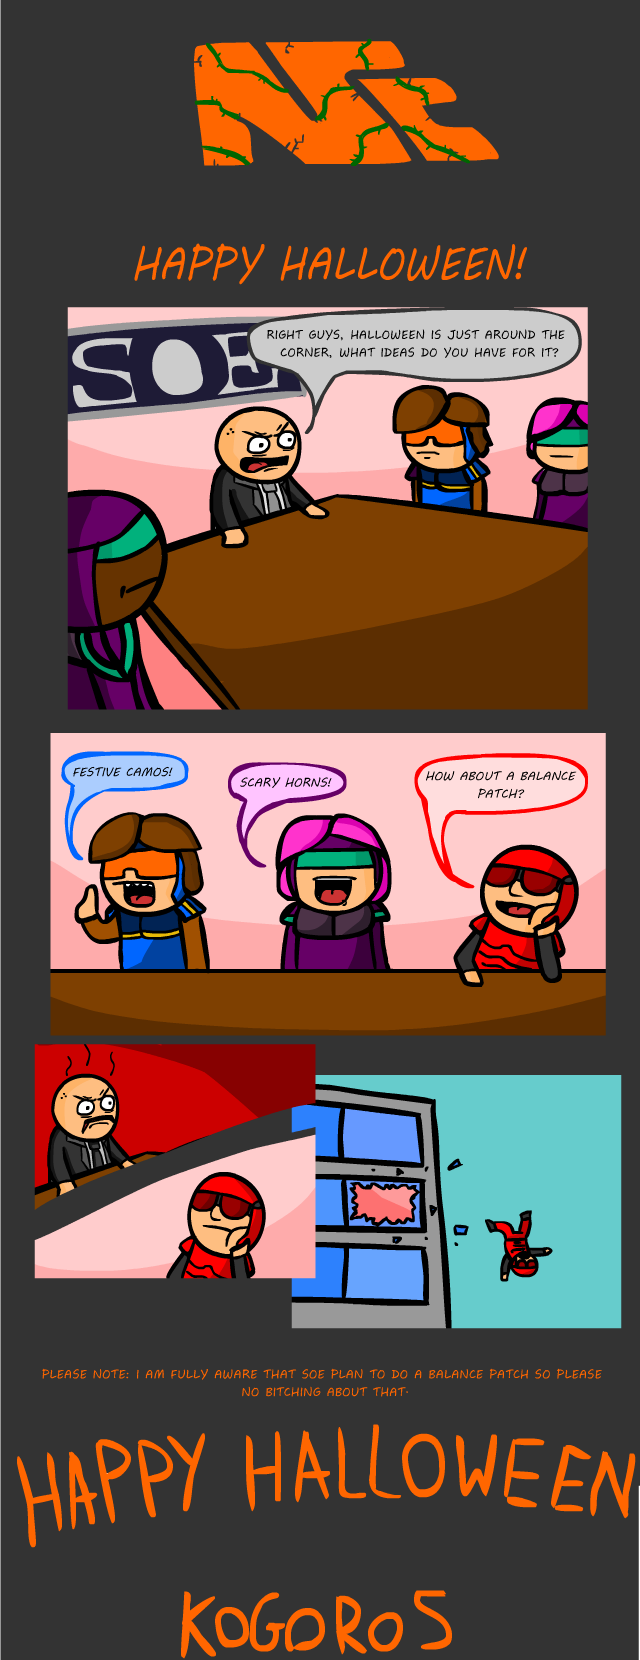 HAPPY HALLOWEEN!
SOE
RIGHT GUYS, HALLOWEEN IS JUST AROUND THE
CORNER, WHAT IDEAS DO YOU HAVE FOR IT?
FESTIVE CAMOS!
SCARY HORNS!
HOW ABOUT A BALANCE
PATCH?
PLEASE NOTE: I AM FULLY AWARE THAT SOE PLAN TO DO A BALANCE PATCH SO PLEASE
NO BITCHING ABOUT THAT.
HAPPY HALLOWEEN
KOGORO5